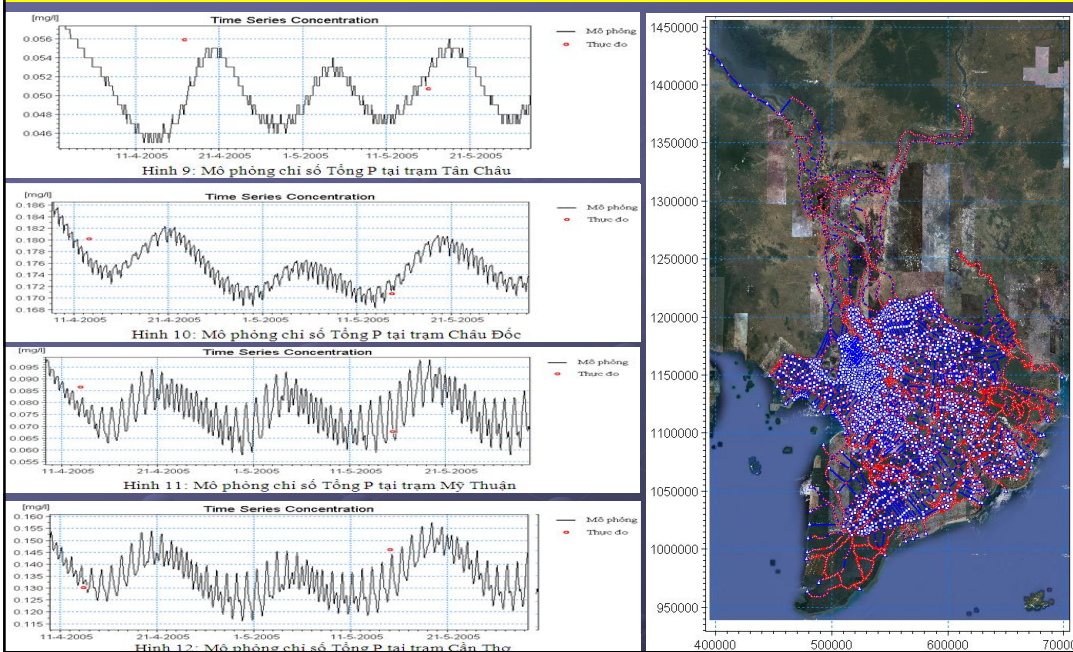 Time Series Concentration
[mg/l]
Mô phỏng
Thực đo
0.056
0.054
0.052
0.050
0.048
0.046
11-4-2005 21-4-2005 1-5-2005 11-5-2005 21-5-2005
Hình 9: Mô phỏng chỉ số Tổng P tại trạm Tân Châu
Time Series Concentration
[mg/l]
Mô phỏng
Thực đo
0.186
0.184
0.180
0.176
0.174
0.170
0.168
11-4-2005 21-4-2005 1-5-2005 11-5-2005 21-5-2005
Hình 10: Mô phỏng chỉ số Tổng P tại trạm Châu Đốc
Time Series Concentration
[mg/l]
Mô phỏng
Thực đo
0.095
0.090
0.085
0.080
0.075
0.070
0.065
0.060
0.055
11-4-2005 21-4-2005 1-5-2005 11-5-2005 21-5-2005
Hình 11: Mô phỏng chỉ số Tổng P tại trạm Mỹ Thuận
Time Series Concentration
[mg/l]
Mô phỏng
Thực đo
0.160
0.155
0.145
0.140
0.130
0.125
0.120
0.115
11-4-2005 21-4-2005 1-5-2005 11-5-2005 21-5-2005
Hình 12: Mô phỏng chỉ số Tổng P tại trạm Cần Thơ
1450000
1400000
1350000
1300000
1250000
1200000
1150000
1100000
1050000
1000000
950000
400000 500000 600000 70000